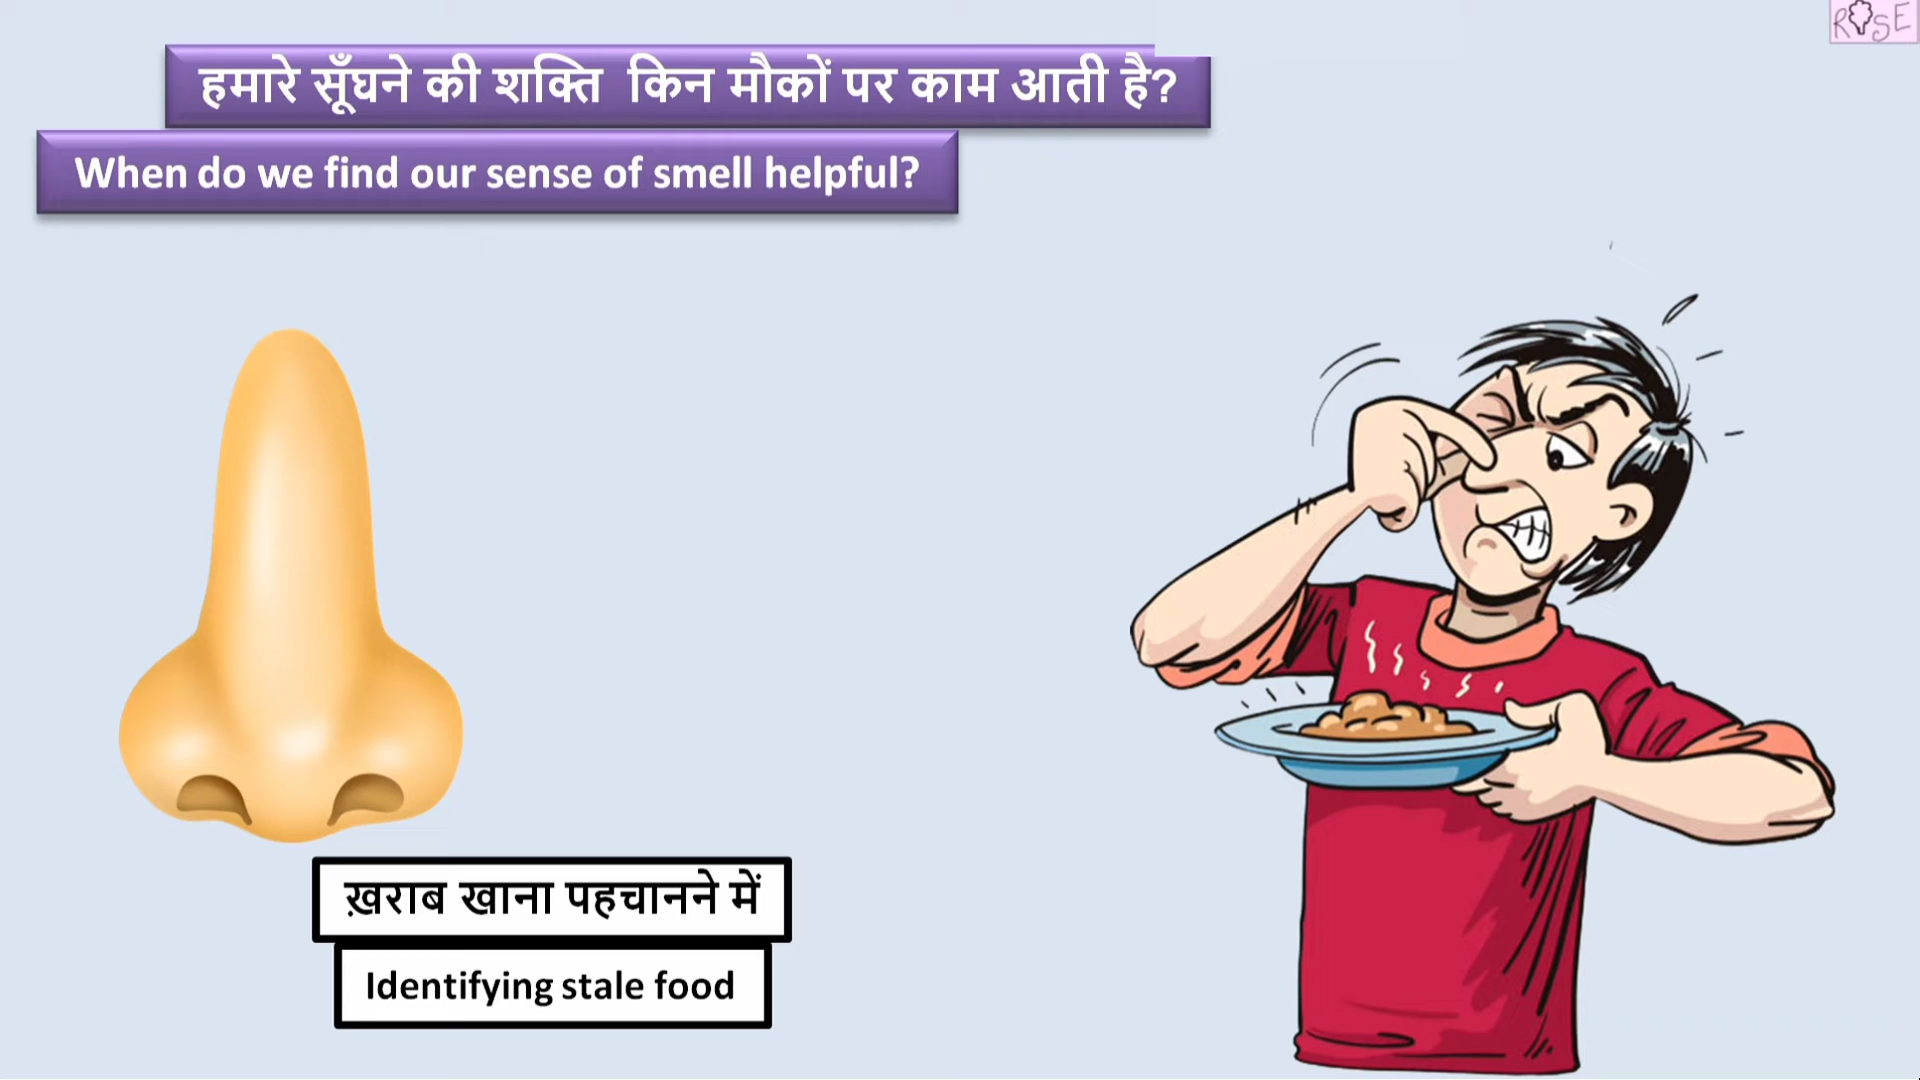 ROSE
हमारे सूँघने की शक्ति किन मौकों पर काम आती है?
When do we find our sense of smell helpful?
ख़राब खाना पहचानने में
Identifying stale food